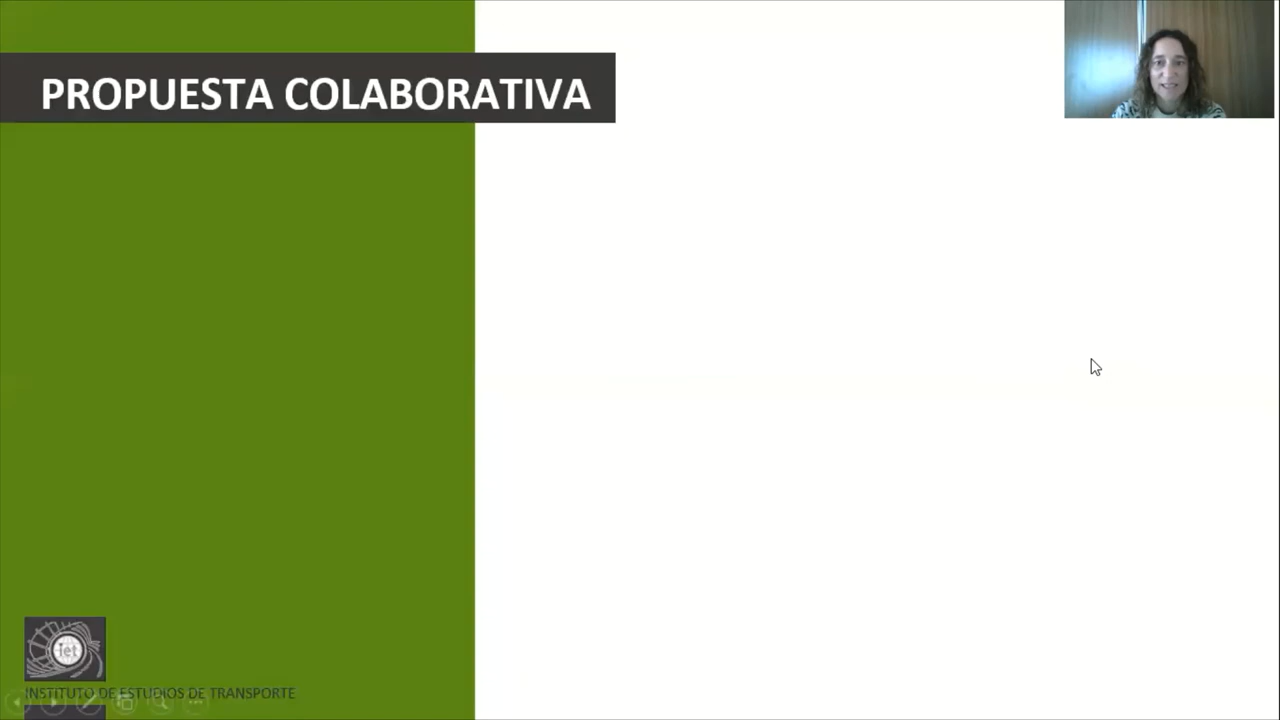 PROPUESTA COLABORATIVA
iet
INSTITUTO DE ESTUDIOS DE TRANSPORTE